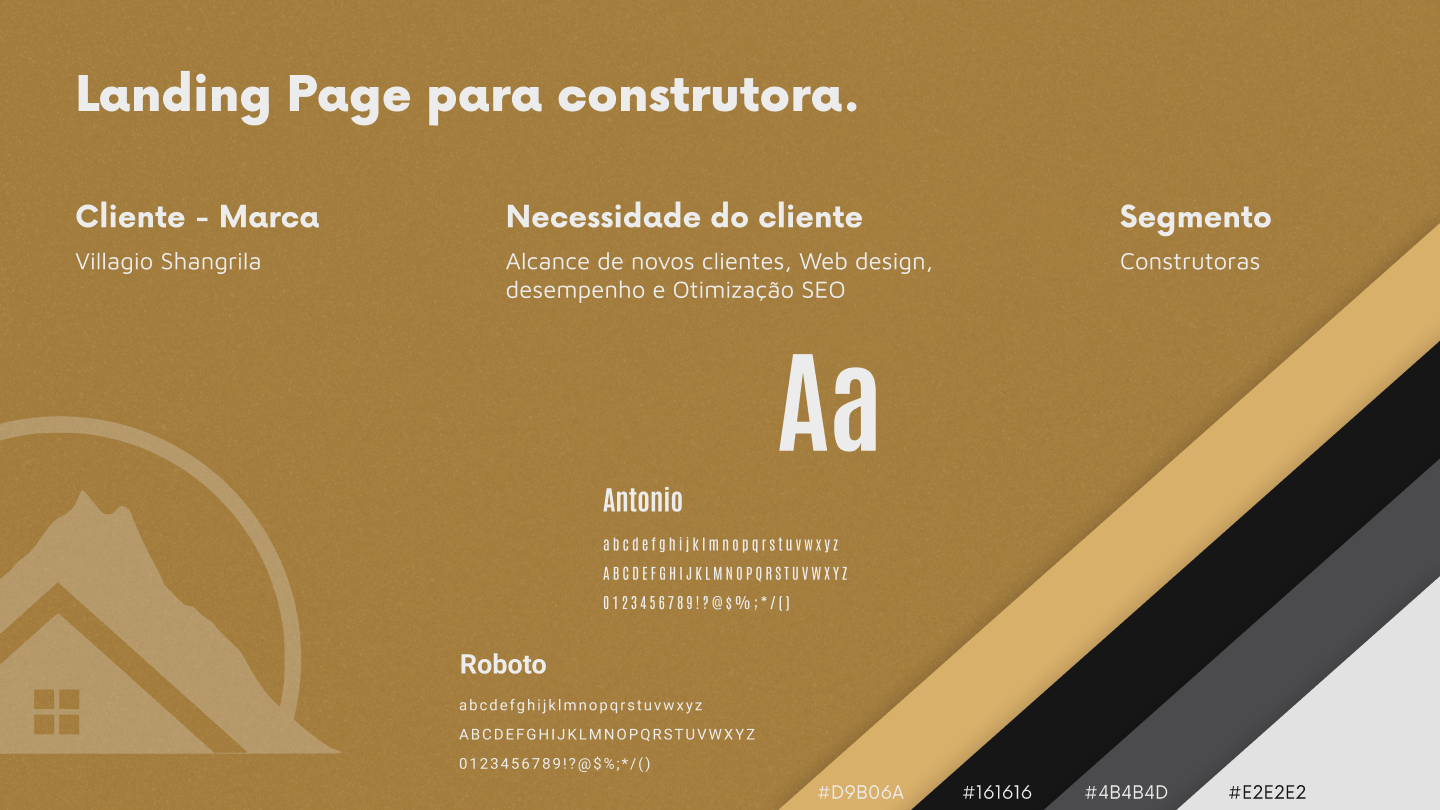 Landing Page para construtora.
Cliente - Marca
Villagio Shangrila
Necessidade do cliente
Alcance de novos clientes, Web design,
desempenho e Otimização SEO
Segmento
Construtoras
Aa
Antonio
abcdefghijklmnopqrstuvwxyz
ABCDEFGHIJKLMNOPQRSTUVWXYZ
0123456789!?@$%;*/()
Roboto
abcdefghijklmnopqrstuvwxyz
ABCDEFGHIJKLMNOPQRSTUVWXYZ
0123456789!?@$%;*/()
#D9B06A
#161616
#4B4B4D
#E2E2E2